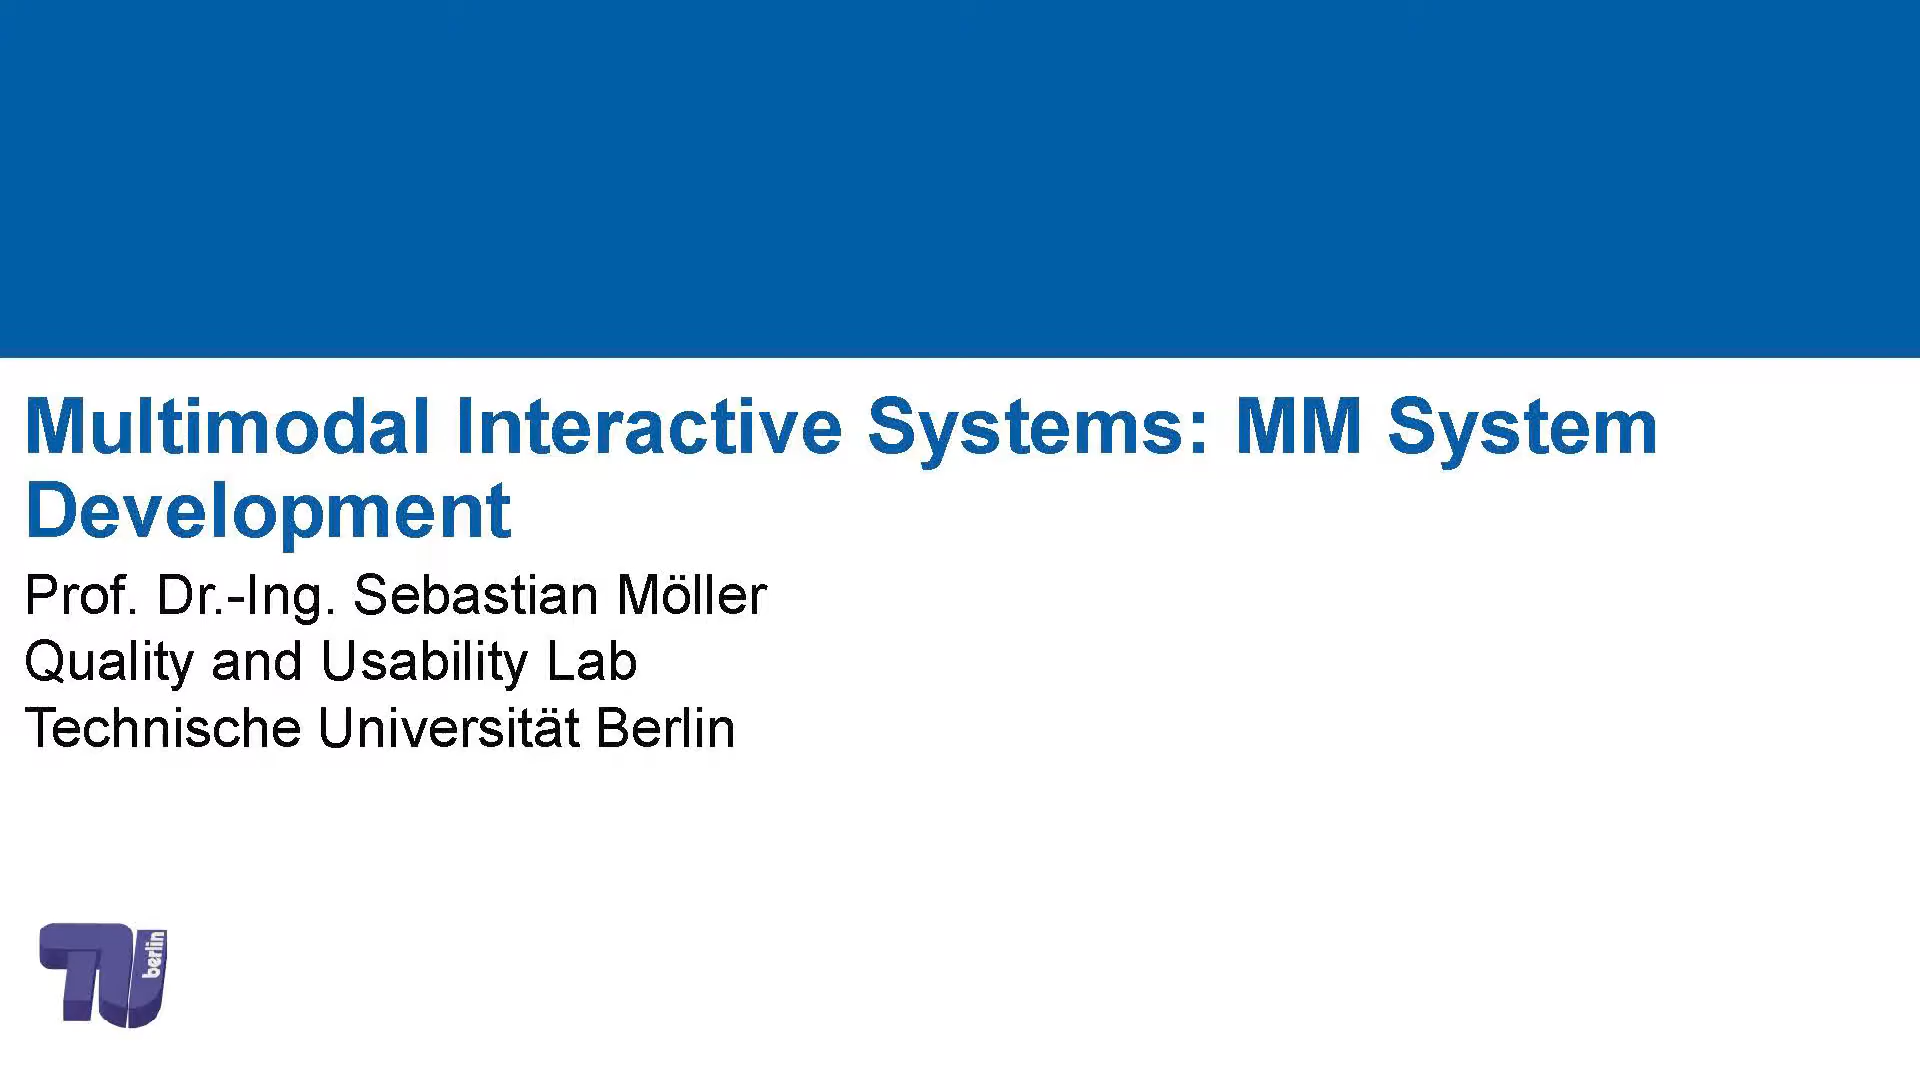 Multimodal Interactive Systems: MM System
Development
Prof. Dr.-Ing. Sebastian Möller
Quality and Usability Lab
Technische Universität Berlin
TU berlin